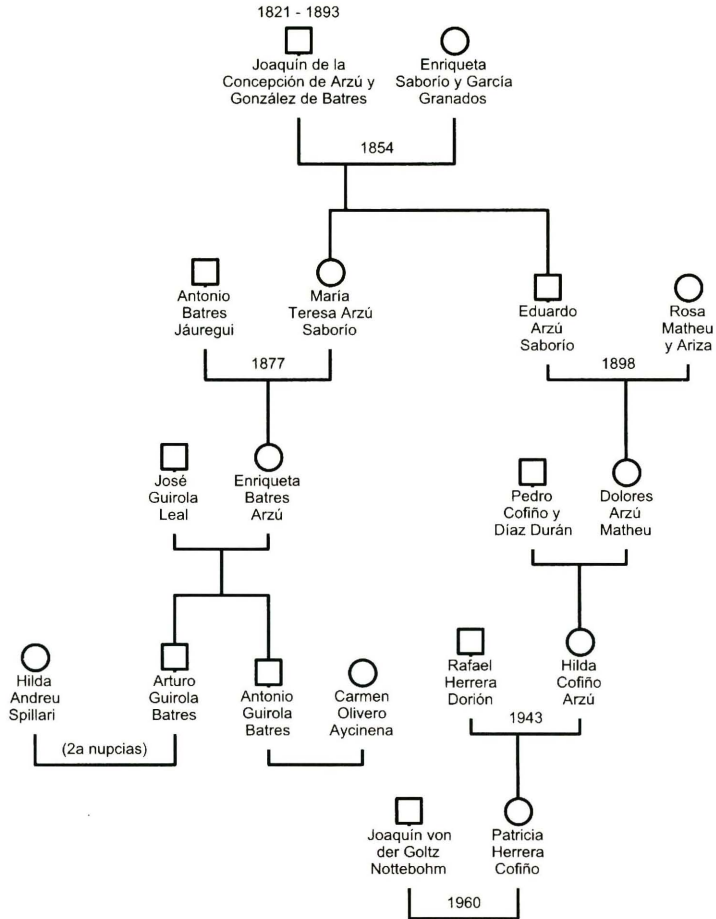 1821 - 1893
Joaquín de la
Concepción de Arzú y
González de Batres
Enriqueta
Saborío y García
Granados
1854
Antonio
Batres
Jáuregui
María
Teresa Arzú
Saborío
Eduardo
Arzú
Saborío
Rosa
Matheu
y Ariza
1877
1898
José
Guirola
Leal
Enriqueta
Batres
Arzú
Pedro
Cofiño y
Díaz Durán
Dolores
Arzú
Matheu
Hilda
Andreu
Spillari
Arturo
Guirola
Batres
Antonio
Guirola
Batres
Carmen
Olivero
Aycinena
Rafael
Herrera
Dorión
Hilda
Cofiño
Arzú
(2a nupcias)
1943
Joaquín von
der Goltz
Nottebohm
Patricia
Herrera
Cofiño
1960